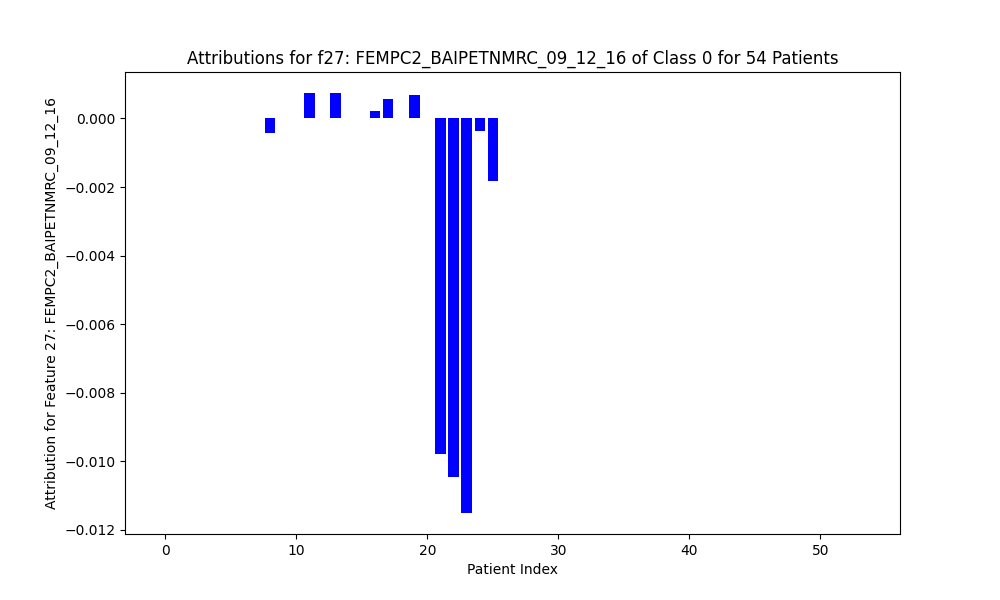 Attributions for f27: FEMPC2_BAIPETNMRC_09_12_16 of Class 0 for 54 Patients
Attribution for Feature 27: FEMPC2_BAIPETNMRC_09_12_16
0.000
−0.002
−0.004
−0.006
−0.008
−0.010
−0.012
0 10 20 30 40 50
Patient Index